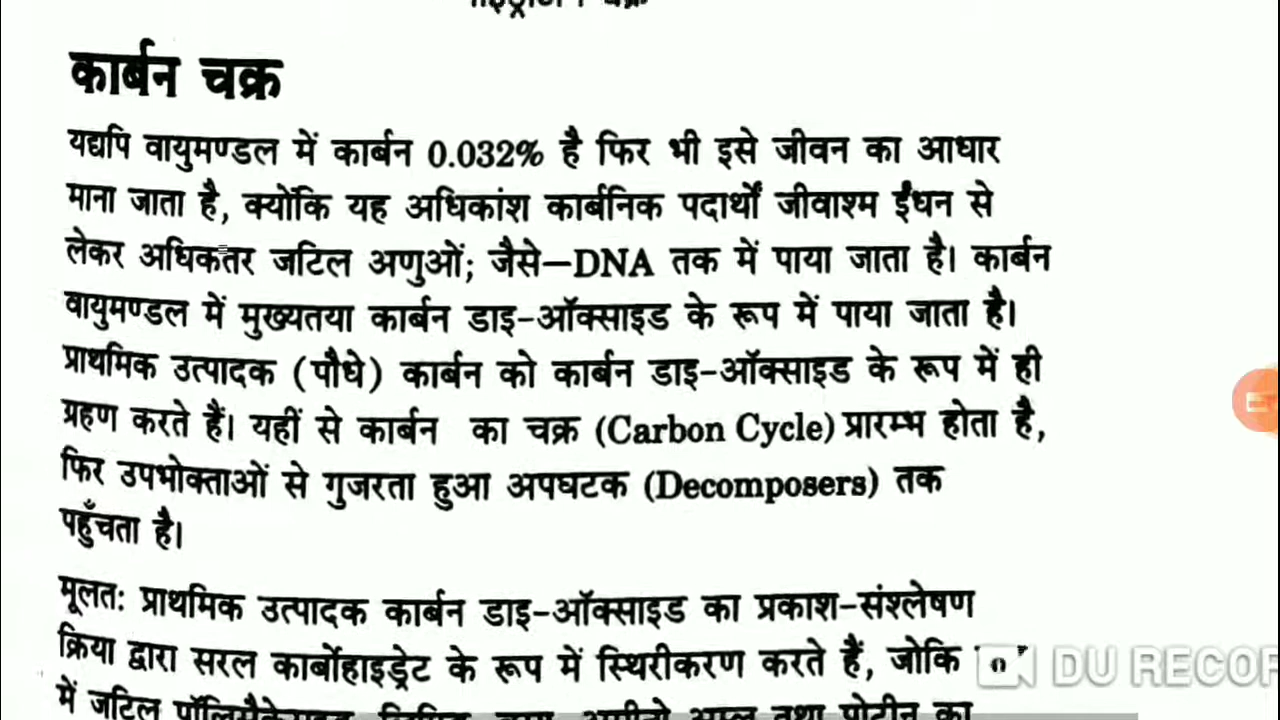 कार्बन चक्र
यद्यपि वायुमण्डल में कार्बन 0.032% है फिर भी इसे जीवन का आधार
माना जाता है, क्योंकि यह अधिकांश कार्बनिक पदार्थों जीवाश्म ईंधन से
लेकर अधिकतर जटिल अणुओं; जैसे–DNA तक में पाया जाता है। कार्बन
वायुमण्डल में मुख्यतया कार्बन डाइ-ऑक्साइड के रूप में पाया जाता है।
प्राथमिक उत्पादक (पौधे) कार्बन को कार्बन डाइ-ऑक्साइड के रूप में ही
ग्रहण करते हैं। यहीं से कार्बन का चक्र (Carbon Cycle) प्रारम्भ होता है,
फिर उपभोक्ताओं से गुजरता हुआ अपघटक (Decomposers) तक
पहुँचता है।
मूलत: प्राथमिक उत्पादक कार्बन डाइ-ऑक्साइड का प्रकाश-संश्लेषण
क्रिया द्वारा सरल कार्बोहाइड्रेट के रूप में स्थिरीकरण करते हैं, जोकि
DU RECOR
में जटिल